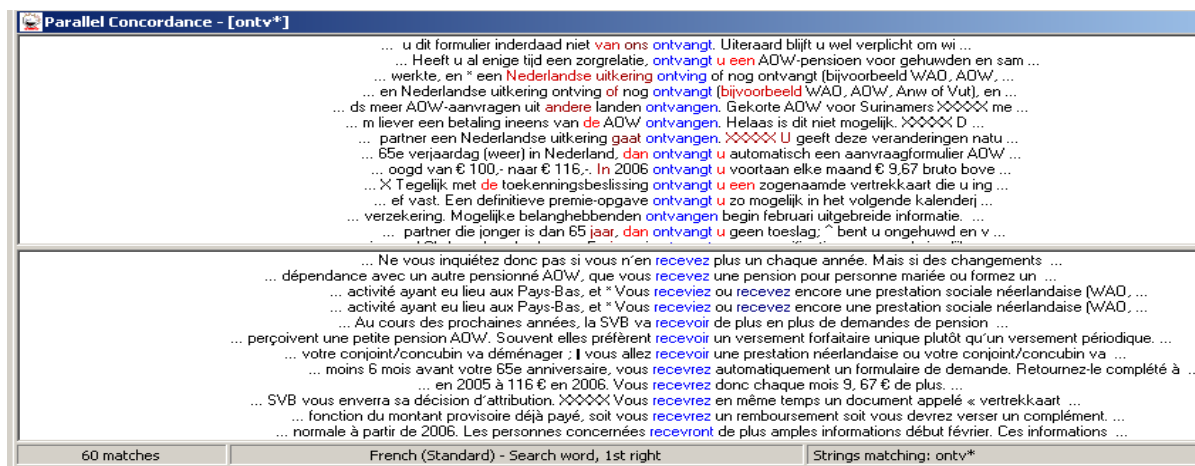 Parallel Concordance - [ontv*]
... u dit formulier inderdaad niet van ons ontvangt. Uiteraard blijft u wel verplicht om wi ...
... Heeft u al enige tijd een zorgrelatie, ontvangt u een AOW-pensioen voor gehuwden en sam ...
... werkte, en * een Nederlandse uitkering ontving of nog ontvangt (bijvoorbeeld WAO, AOW, ...
... en Nederlandse uitkering ontving of nog ontvangt (bijvoorbeeld WAO, AOW, Anw of Vut), en ...
... ds meer AOW-aanvragen uit andere landen ontvangen. Gekorte AOW voor Surinamers XXXXX me ...
... m liever een betaling ineens van de AOW ontvangen. Helaas is dit niet mogelijk. XXXXX D ...
partner een Nederlandse uitkering gaat ontvangen. XXXXX U geeft deze veranderingen natu ...
... 65e verjaardag (weer) in Nederland, dan ontvangt u automatisch een aanvraagformulier AOW ...
... oogd van € 100,- naar € 116,-. In 2006 ontvangt u voortaan elke maand € 9,67 bruto bove ...
... X Tegelijk met de toekenningsbeslissing ontvangt u een zogenaamde vertrekkaart die u ing ...
... ef vast. Een definitieve premie-opgave ontvangt u zo mogelijk in het volgende kalenderj ...
... verzekering. Mogelijke belanghebbenden ontvangen begin februari uitgebreide informatie. ...
... partner die jonger is dan 65 jaar, dan ontvangt u geen toeslag; ^ bent u ongehuwd en v ...
... Ne vous inquiétez donc pas si vous n'en recevez plus un chaque année. Mais si des changements ...
... dépendance avec un autre pensionné AOW, que vous recevez une pension pour personne mariée ou formez un ...
... activité ayant eu lieu aux Pays-Bas, et * Vous receviez ou recevez encore une prestation sociale néerlandaise (WAO, ...
... activité ayant eu lieu aux Pays-Bas, et * Vous receviez ou recevez encore une prestation sociale néerlandaise (WAO, ...
... Au cours des prochaines années, la SVB va recevoir de plus en plus de demandes de pension ...
... perçoivent une petite pension AOW. Souvent elles préfèrent recevoir un versement forfaitaire unique plutôt qu'un versement périodique. ...
... votre conjoint/concubin va déménager ; I vous allez recevoir une prestation néerlandaise ou votre conjoint/concubin va ...
... moins 6 mois avant votre 65e anniversaire, vous recevrez automatiquement un formulaire de demande. Retournez-le complété à ...
... en 2005 à 116 € en 2006. Vous recevrez donc chaque mois 9, 67 € de plus. ...
... SVB vous enverra sa décision d'attribution. XXXXX Vous recevrez en même temps un document appelé « vertrekkaart ...
... fonction du montant provisoire déjà payé, soit vous recevrez un remboursement soit vous devrez verser un complément. ...
... normale à partir de 2006. Les personnes concernées recevront de plus amples informations début février. Ces informations ...
60 matches French (Standard) - Search word, 1st right Strings matching: ontv*